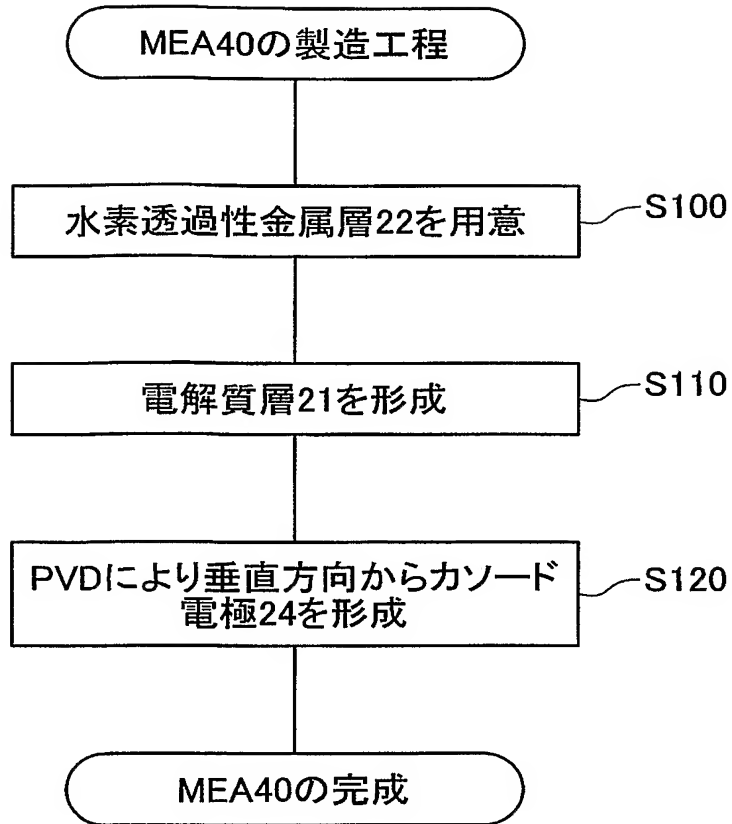 MEA40の製造工程
水素透過性金属層22を用意
S100
電解質層21を形成
S110
PVDにより垂直方向からカソード
電極24を形成
S120
MEA40の完成